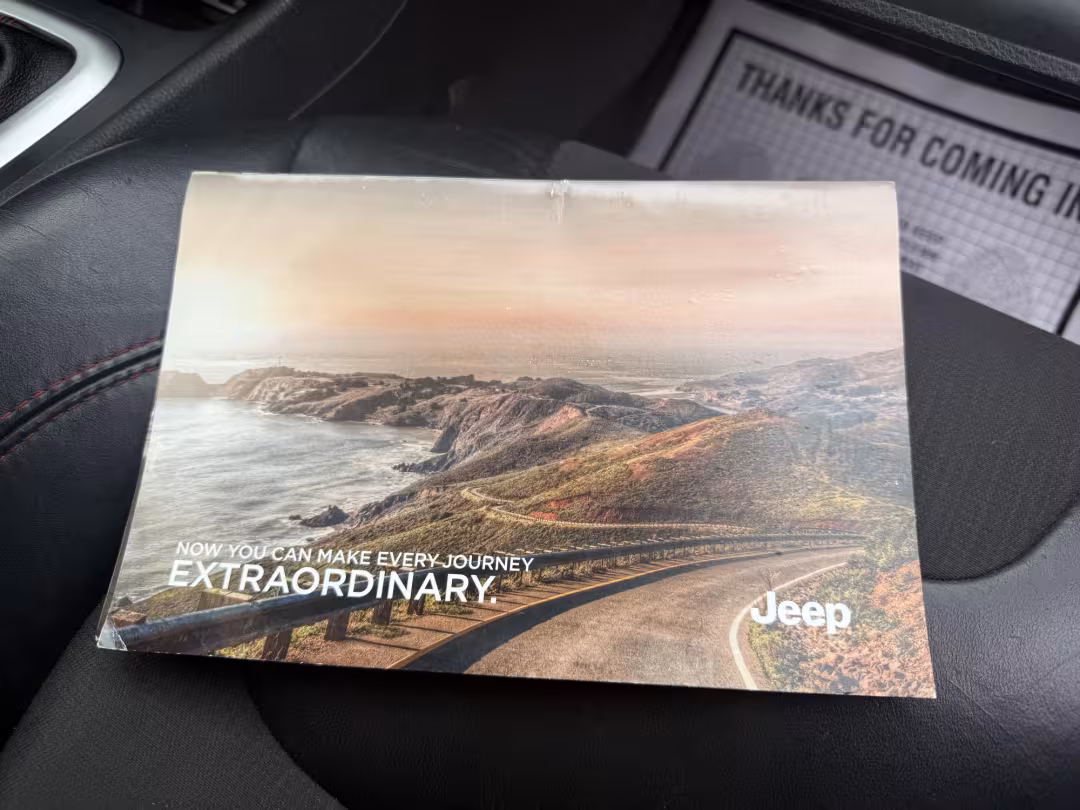 THANKS FOR COMING IN
NOW YOU CAN MAKE EVERY JOURNEY
EXTRAORDINARY.
Jeep